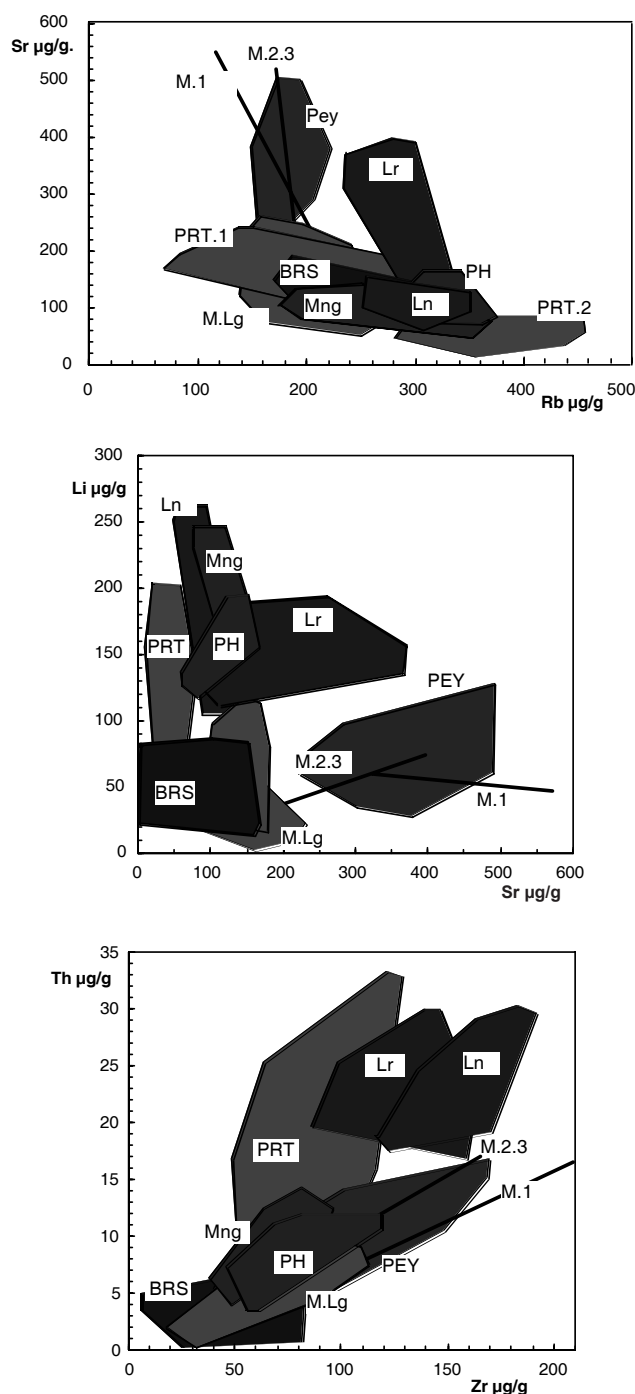 600
Sr µg/g.
M.2.3
M.1
500
Pey
400
Lr
300
PRT.1
200
BRS
PH
Mng
Ln
PRT.2
100
M.Lg
0
0
100
200
300
400
500
Rb µg/g
300
Li µg/g
Ln
250
Mng
200
Lr
PRT
PH
150
PEY
100
M.2.3
50
BRS
M.1
M.Lg
0
0
100
200
300
400
500
600
Sr µg/g
35
Th µg/g
30
25
Lr
Ln
20
PRT
M.2.3
15
M.1
10
Mng
PH
PEY
5
BRS
M.Lg
0
0
50
100
150
200
Zr µg/g